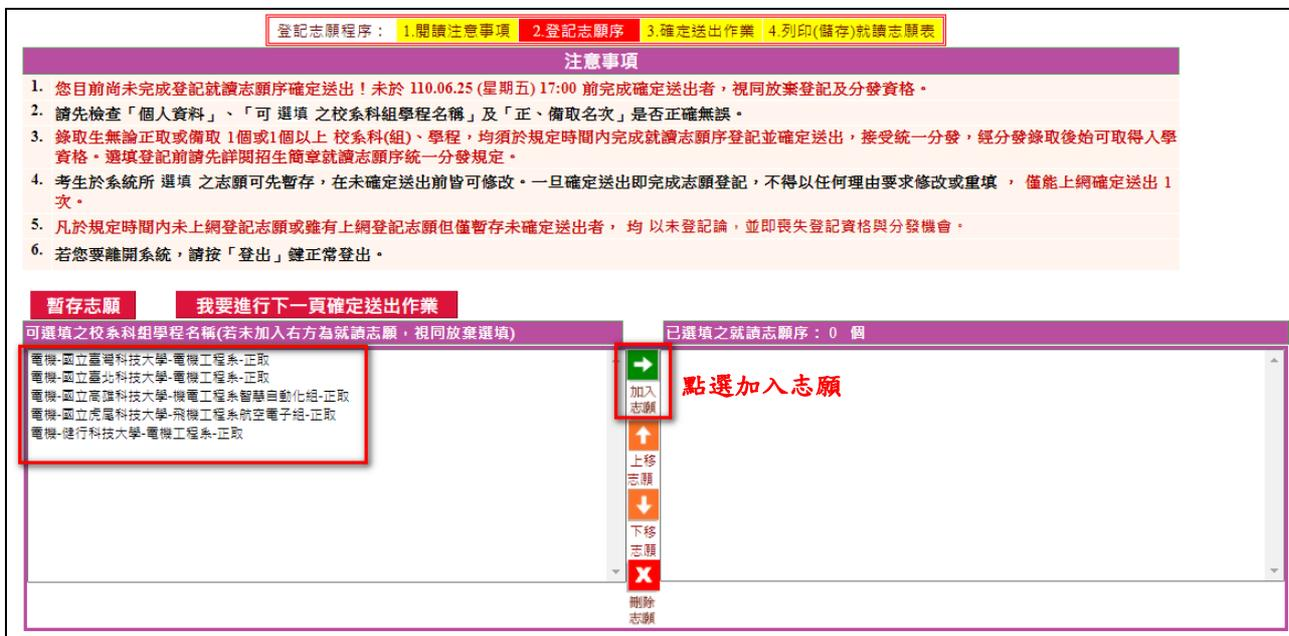 登記志願程序： 1.閱讀注意事項 2.登記志願序 3.確定送出作業 4.列印(儲存)就讀志願表
注意事項
1. 您目前尚未完成登記就讀志願序確定送出！未於 110.06.25 (星期五) 17:00 前完成確定送出者，視同放棄登記及分發資格。
2. 請先檢查「個人資料」、「可 選填 之校系科組學程名稱」及「正、備取名次」是否正確無誤。
3. 錄取生無論正取或備取 1個或1個以上 校系科(組)、學程，均須於規定時間內完成就讀志願序登記並確定送出，接受統一分發，經分發錄取後始可取得入學
資格。選填登記前請先詳閱招生簡章就讀志願序統一分發規定。
4. 考生於系統所 選填 之志願可先暫存，在未確定送出前皆可修改。一旦確定送出即完成志願登記，不得以任何理由要求修改或重填 ， 僅能上網確定送出 1
次。
5. 凡於規定時間內未上網登記志願或雖有上網登記志願但僅暫存未確定送出者， 均 以未登記論，並即喪失登記資格與分發機會。
6. 若您要離開系統，請按「登出」鍵正常登出。
暫存志願 我要進行下一頁確定送出作業
可選填之校系科組學程名稱(若未加入右方為就讀志願，視同放棄選填) 已選填之就讀志願序：0 個
電機-國立臺灣科技大學-電機工程系-正取
電機-國立臺北科技大學-電機工程系-正取
電機-國立高雄科技大學-機電工程系智慧自動化組-正取
電機-國立虎尾科技大學-飛機工程系航空電子組-正取
電機-健行科技大學-電機工程系-正取
加入
志願
點選加入志願
上移
志願
下移
志願
X
刪除
志願